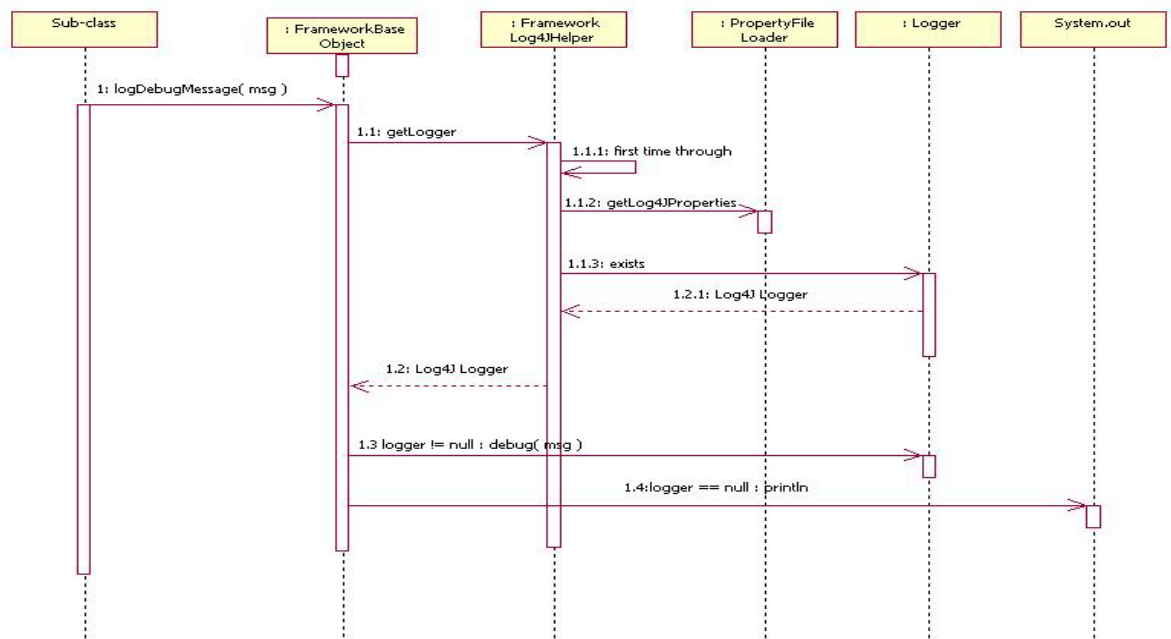 Sub-class
: FrameworkBase
Object
: Framework
Log4JHelper
: PropertyFile
Loader
: Logger
System.out
1: logDebugMessage( msg )
1.1: getLogger
1.1.1: first time through
1.1.2: getLog4JProperties
1.1.3: exists
1.2.1: Log4J Logger
1.2: Log4J Logger
1.3 logger != null : debug( msg )
1.4:logger == null : println